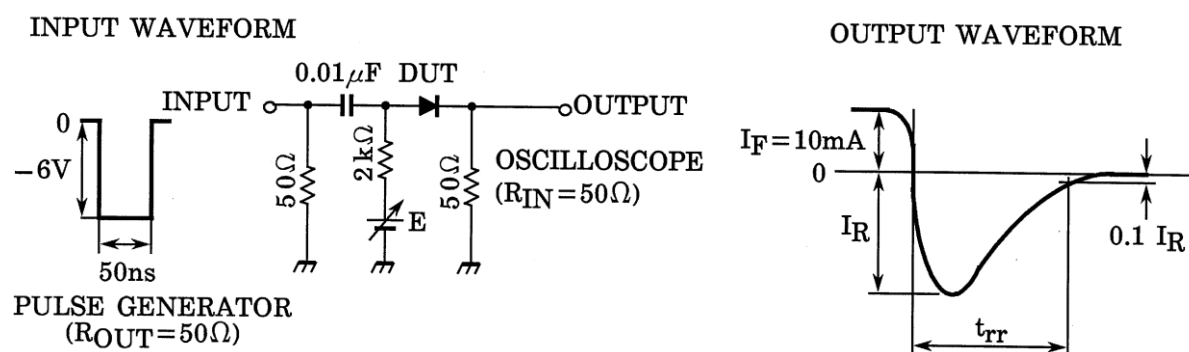 INPUT WAVEFORM
0
−6V
50ns
PULSE GENERATOR
(ROUT=50Ω)
0.01μF DUT
INPUT
OUTPUT
50Ω
2kΩ
E
50Ω
OSCILLOSCOPE
(RIN=50Ω)
OUTPUT WAVEFORM
IF=10mA
0
IR
0.1 IR
trr